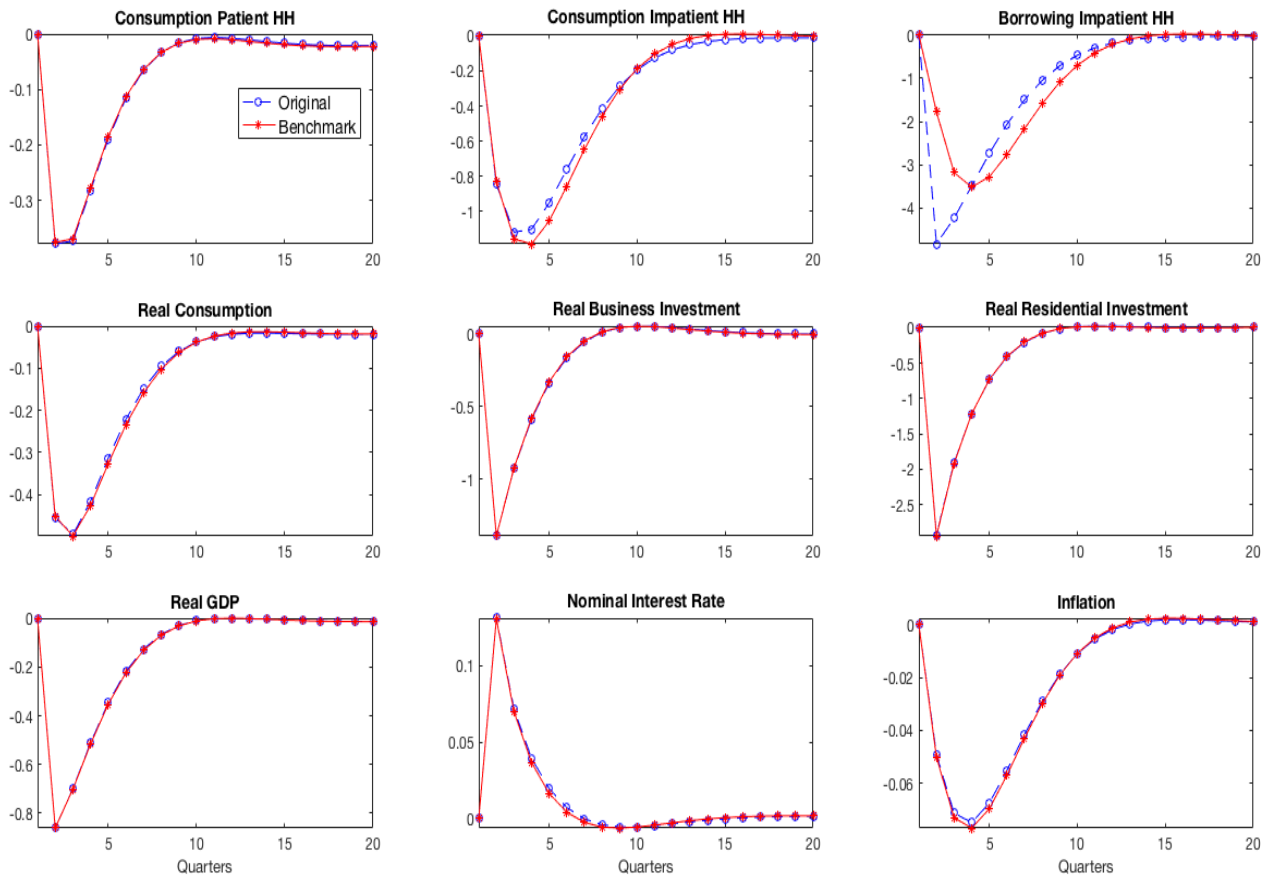 Consumption Patient HH
0
-0.1
-0.2
-0.3
5 10 15 20
Original
Benchmark
Consumption Impatient HH
0
-0.2
-0.4
-0.6
-0.8
-1
5 10 15 20
Borrowing Impatient HH
0
-1
-2
-3
-4
5 10 15 20
Real Consumption
0
-0.1
-0.2
-0.3
-0.4
5 10 15 20
Real Business Investment
0
-0.5
-1
5 10 15 20
Real Residential Investment
0
-0.5
-1
-1.5
-2
-2.5
5 10 15 20
Real GDP
0
-0.2
-0.4
-0.6
-0.8
5 10 15 20
Quarters
Nominal Interest Rate
0.1
0.05
0
5 10 15 20
Quarters
Inflation
0
-0.02
-0.04
-0.06
5 10 15 20
Quarters